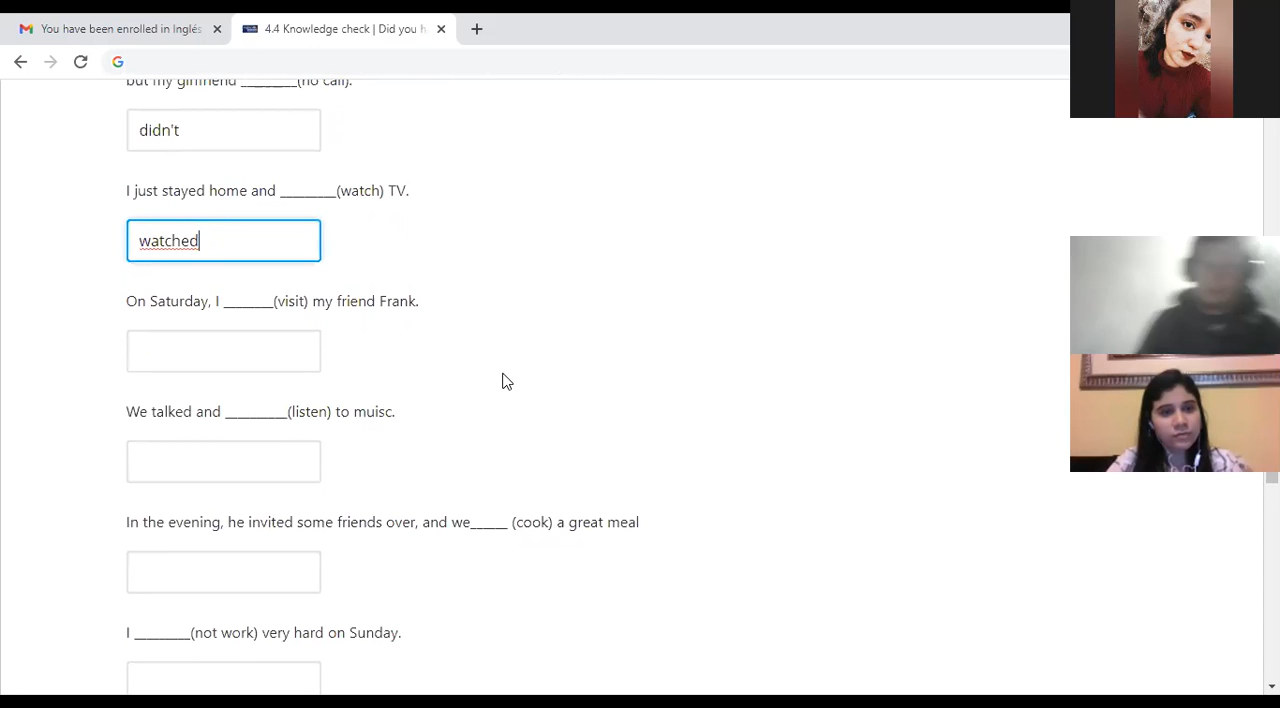 You have been enrolled in Inglés
4.4 Knowledge check | Did you h
but my girlfriend ________(no call).
didn't
I just stayed home and ________(watch) TV.
watched
On Saturday, I _______(visit) my friend Frank.
We talked and _________(listen) to muisc.
In the evening, he invited some friends over, and we_____ (cook) a great meal
I ________(not work) very hard on Sunday.